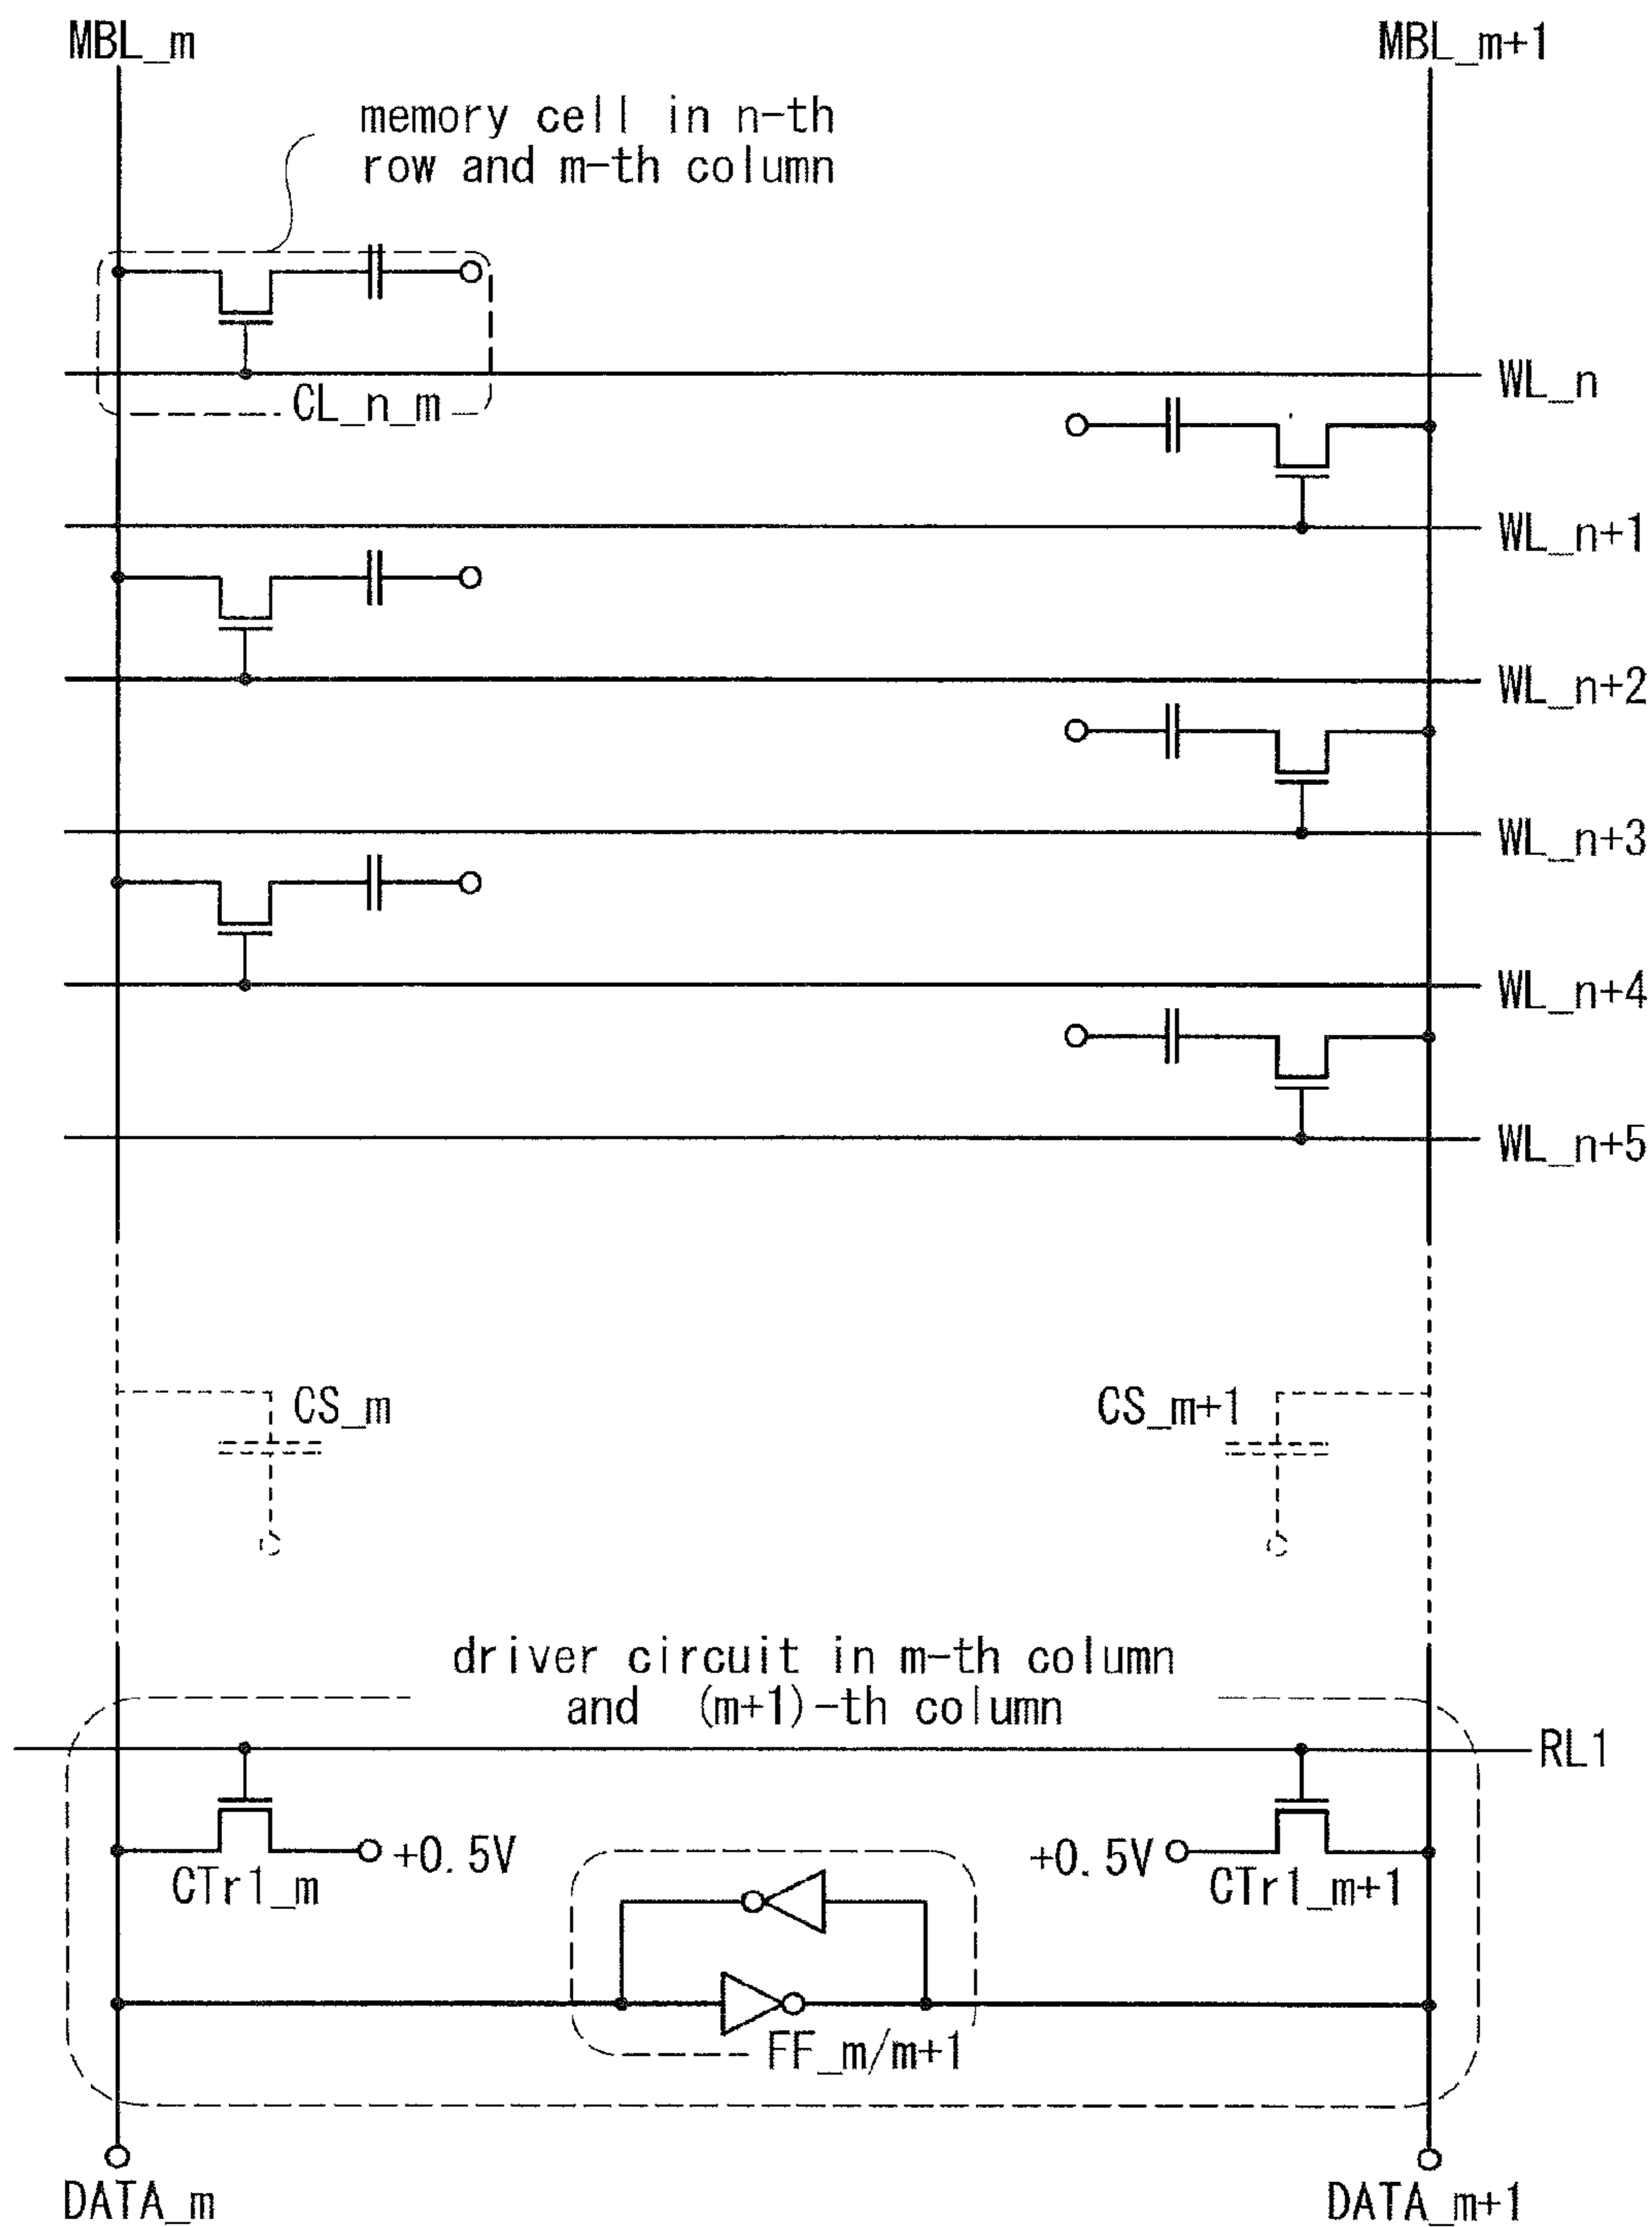 MBL_m
MBL_m+1
memory cell in n-th
row and m-th column
WL_n
CL_n_m
WL_n+1
WL_n+2
WL_n+3
WL_n+4
WL_n+5
CS_m
CS_m+1
driver circuit in m-th column
and (m+1)-th column
RL1
+0.5V
+0.5V
CTr1_m
CTr1_m+1
FF_m/m+1
DATA_m
DATA_m+1